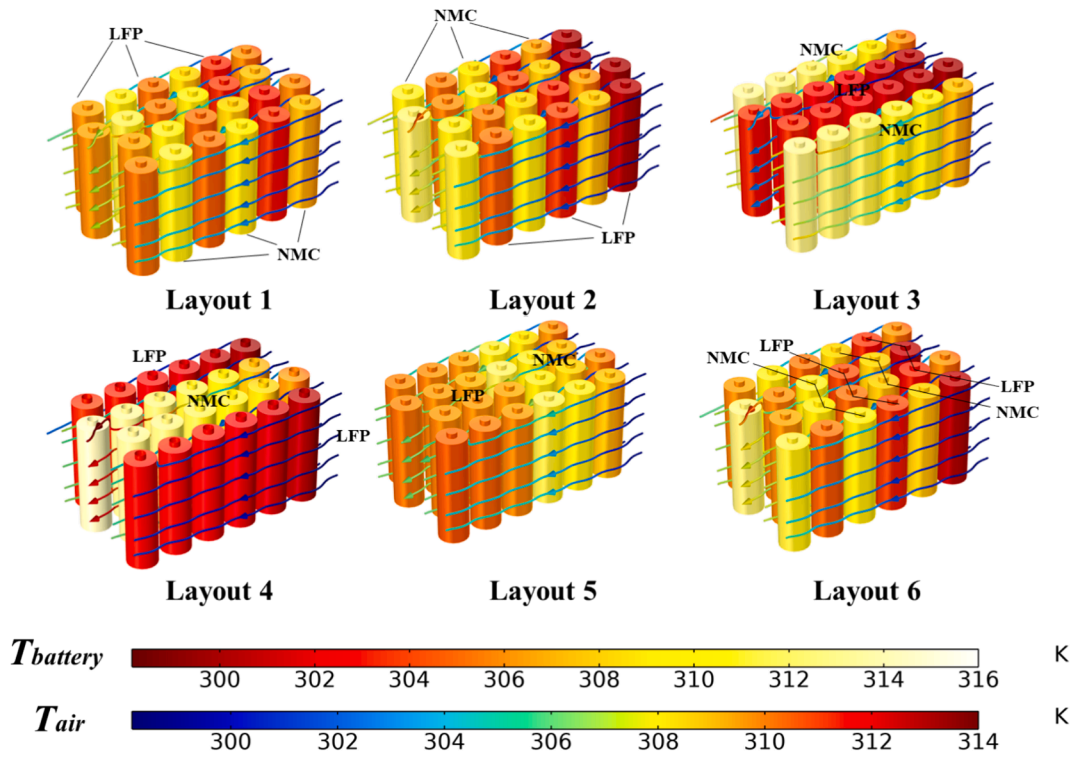 LFP
NMC
Layout 1
NMC
LFP
Layout 2
NMC
LFP
NMC
Layout 3
LFP
NMC
LFP
Layout 4
NMC
LFP
Layout 5
LFP
NMC
LFP
NMC
Layout 6
Tbattery
K
300 302 304 306 308 310 312 314 316
Tair
K
300 302 304 306 308 310 312 314